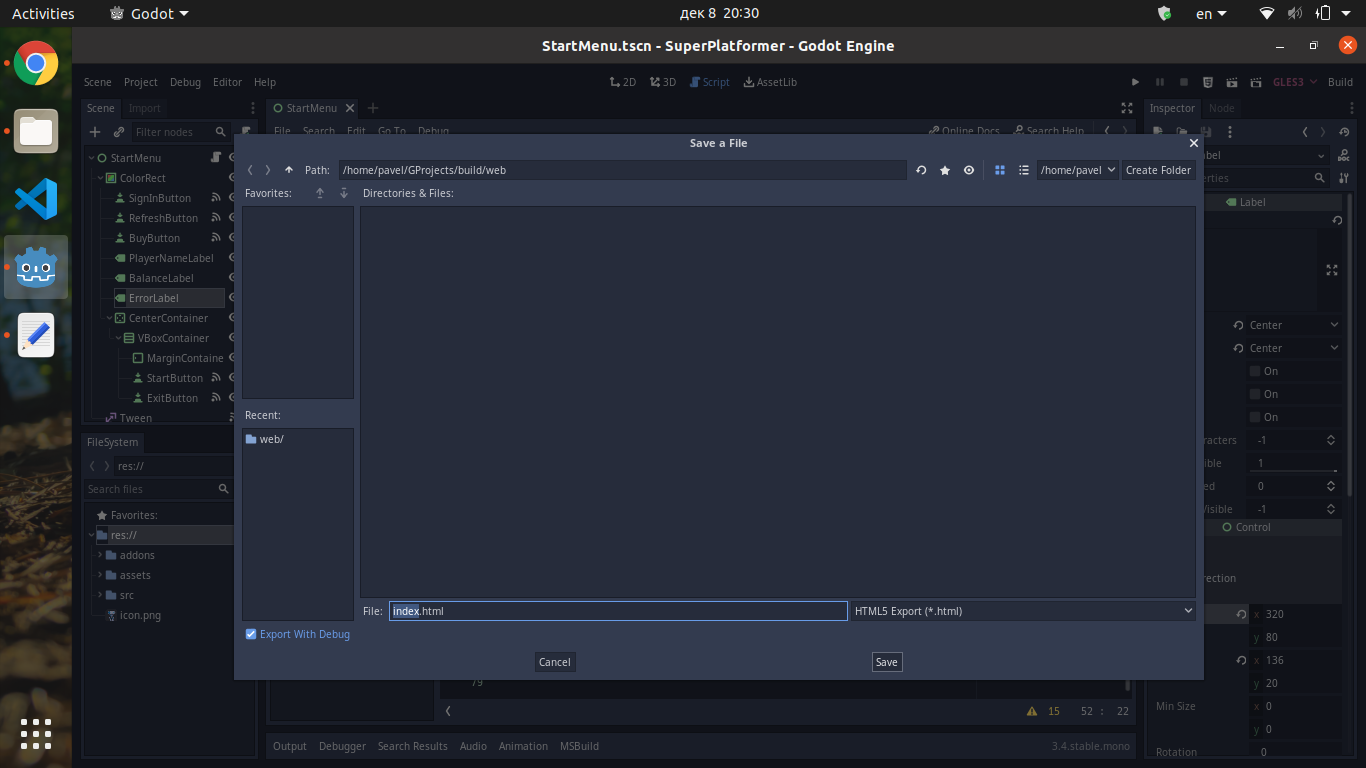 Activities Godot дек 8 20:30 en
StartMenu.tscn - SuperPlatformer - Godot Engine
Scene Project Debug Editor Help 2D 3D Script AssetLib GLES3 Build
Scene Import StartMenu Inspector Node
Filter nodes File Search Edit Go To Debug Online Docs Search Help
Save a File
StartMenu
Path: /home/pavel/GProjects/build/web /home/pavel Create Folder
ColorRect
Favorites: Directories & Files:
SignInButton
Label
RefreshButton
BuyButton
PlayerNameLabel
BalanceLabel
ErrorLabel
CenterContainer
Center
VBoxContainer
Center
MarginContaine
On
StartButton
On
ExitButton
On
Tween
Recent:
FileSystem
web/
-1
res://
1
Search files
0
-1
Favorites:
res://
Control
addons
assets
src
File: index.html HTML5 Export (*.html)
icon.png
x 320
Export With Debug
y 80
Cancel Save
x 136
79
y 20
15 52 : 22
Min Size x 0
y 0
Output Debugger Search Results Audio Animation MSBuild 3.4.stable.mono
Rotation 0